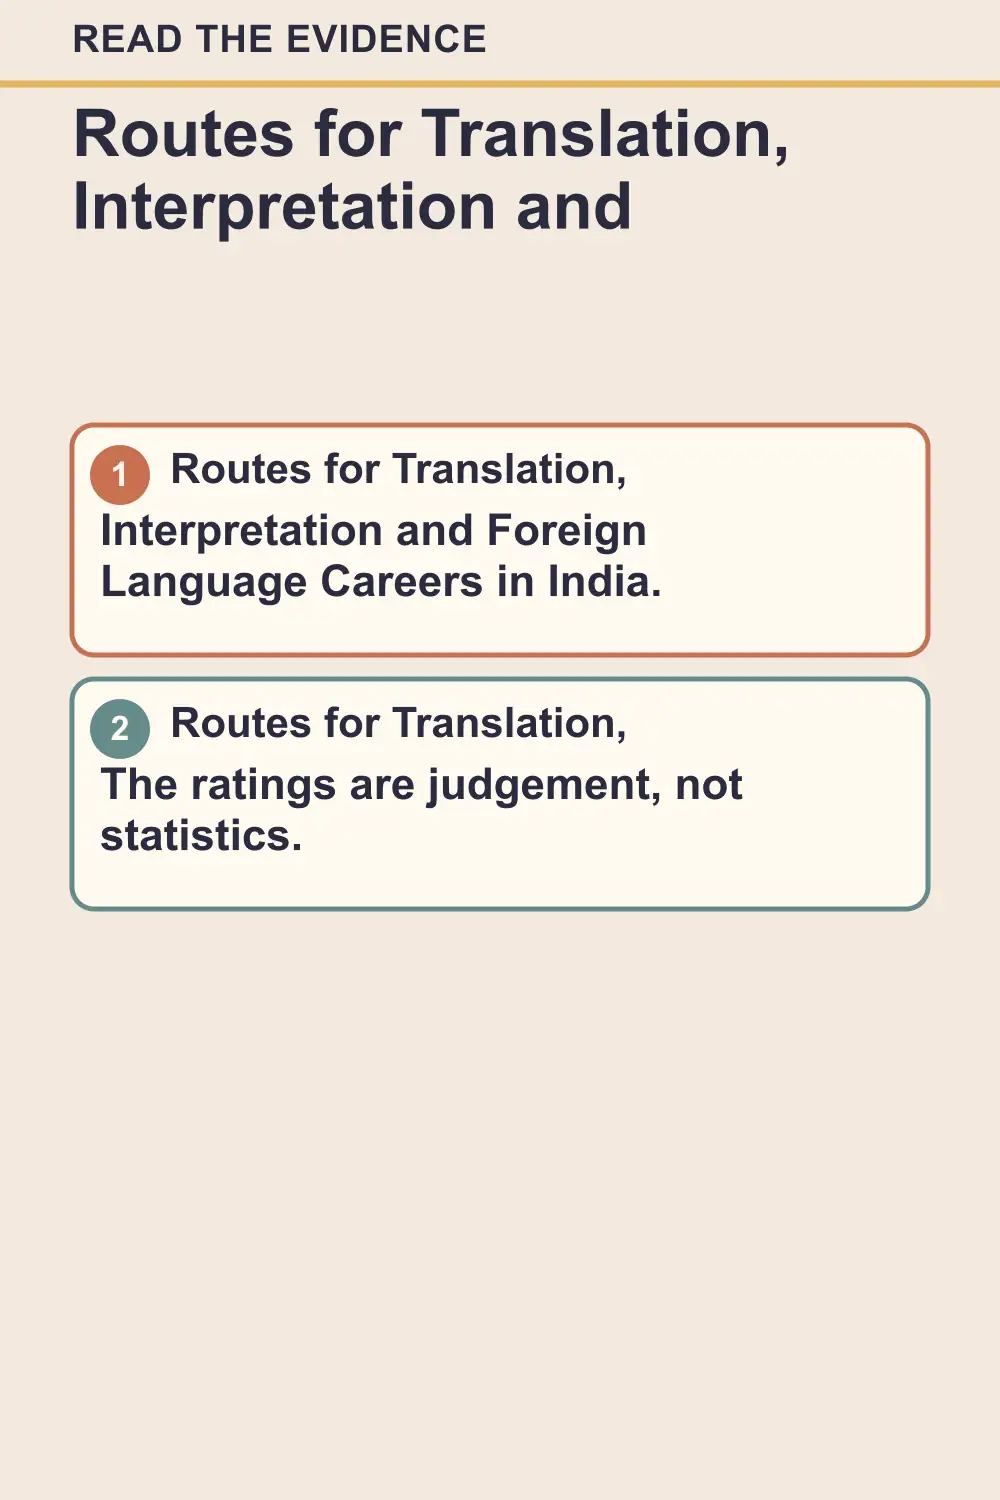 READ THE EVIDENCE
Routes for Translation,
Interpretation and
1
Routes for Translation,
Interpretation and Foreign
Language Careers in India.
2
Routes for Translation,
The ratings are judgement, not
statistics.